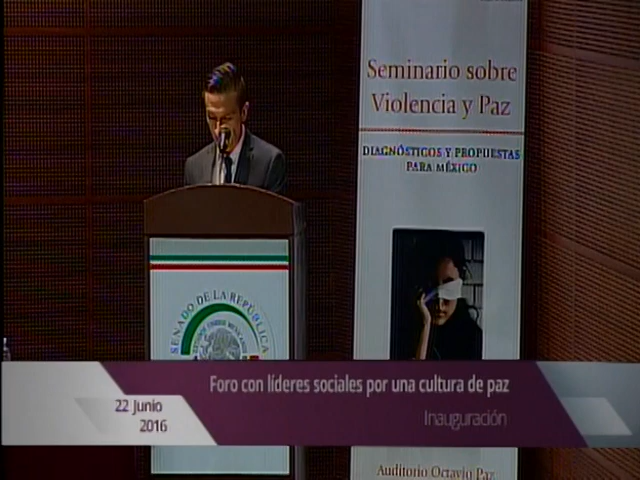 Seminario sobre
Violencia y Paz
DIAGNÓSTICOS Y PROPUESTAS
PARA MÉXICO
SENADO DE LA REPÚBLICA
Foro con líderes sociales por una cultura de paz
22 Junio
2016
Inauguración
Auditorio Octavio Paz